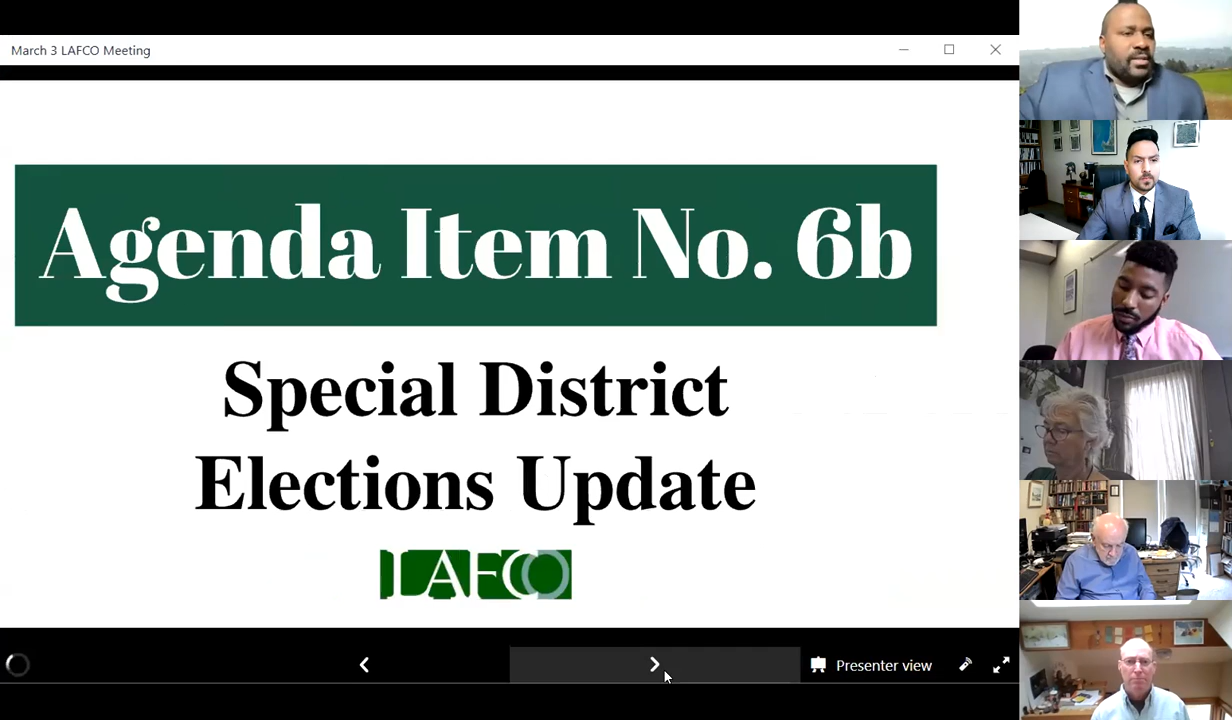 March 3 LAFCO Meeting
Agenda Item No. 6b
Special District
Elections Update
LAFCO
Presenter view